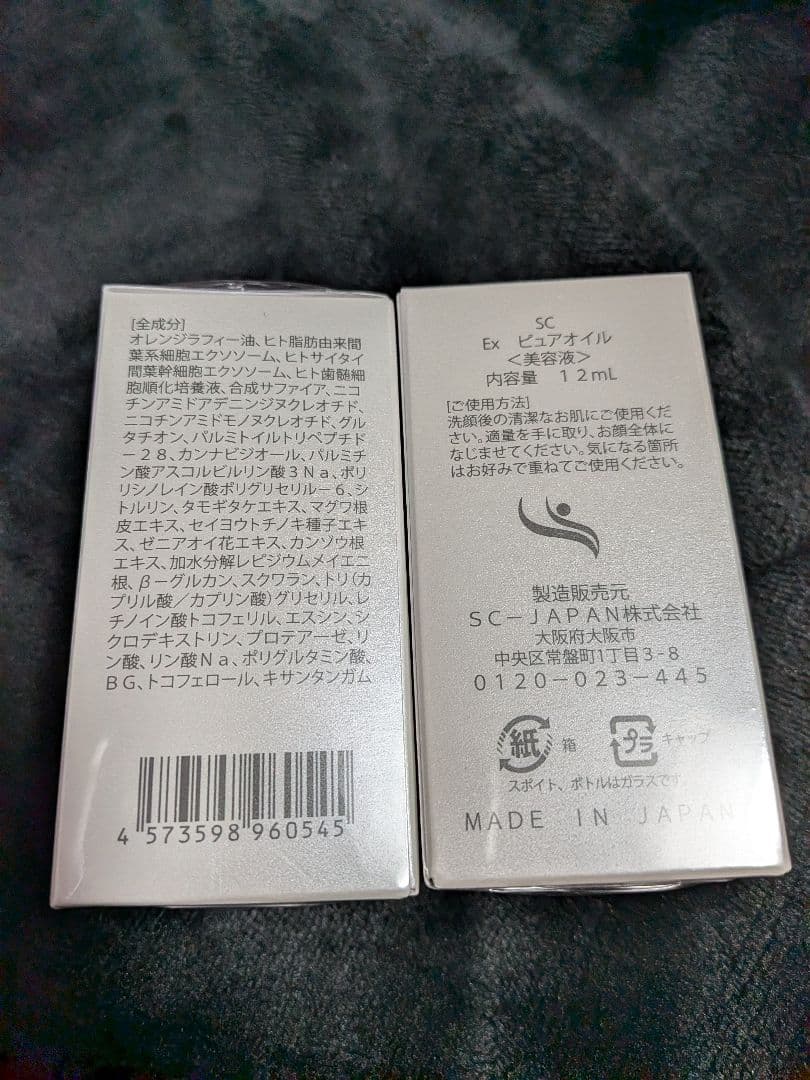 [全成分]
オレンジラフィー油、ヒト脂肪由来間
葉系細胞エクソソーム、ヒトサイタイ
間葉幹細胞エクソソーム、ヒト歯髄細
胞順化培養液、合成サファイア、ニコ
チンアミドアデニンジヌクレオチド、
ニコチンアミドモノヌクレオチド、グル
タチオン、パルミトイルトリペプチド
－２８、カンナビジオール、パルミチ
ン酸アスコルビルリン酸３Ｎａ、ポリ
リシノレイン酸ポリグリセリル－６、シ
トルリン、タモギタケエキス、マグワ根
皮エキス、セイヨウトチノキ種子エキ
ス、ゼニアオイ花エキス、カンゾウ根
エキス、加水分解レピジウムメイエニ
根、β－グルカン、スクワラン、トリ（カ
プリル酸／カプリン酸）グリセリル、レ
チノイン酸トコフェリル、エスシン、シ
クロデキストリン、プロテアーゼ、リン
酸、リン酸Ｎａ、ポリグルタミン酸、
ＢＧ、トコフェロール、キサンタンガム
4 573598 960545
SC
Ex ピュアオイル
＜美容液＞
内容量 １２mL
[ご使用方法]
洗顔後の清潔なお肌にご使用くだ
さい。適量を手に取り、お顔全体に
なじませてください。気になる箇所
はお好みで重ねてご使用ください。
製造販売元
ＳＣ－ＪＡＰＡＮ株式会社
大阪府大阪市
中央区常盤町1丁目３-８
０１２０－０２３－４４５
紙 箱 プラ キャップ
スポイト、ボトルはガラスです
MADE IN JAPAN